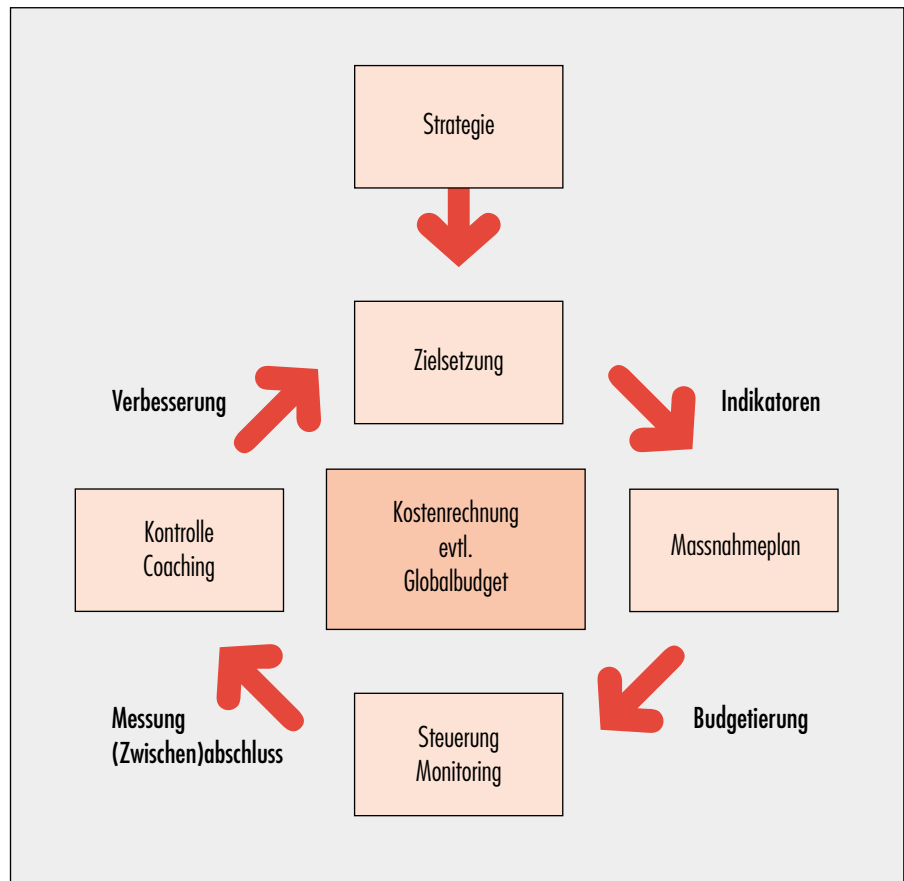 Strategie
Zielsetzung
Verbesserung
Indikatoren
Kontrolle
Coaching
Kostenrechnung
evtl.
Globalbudget
Massnahmeplan
Messung
(Zwischen)abschluss
Steuerung
Monitoring
Budgetierung